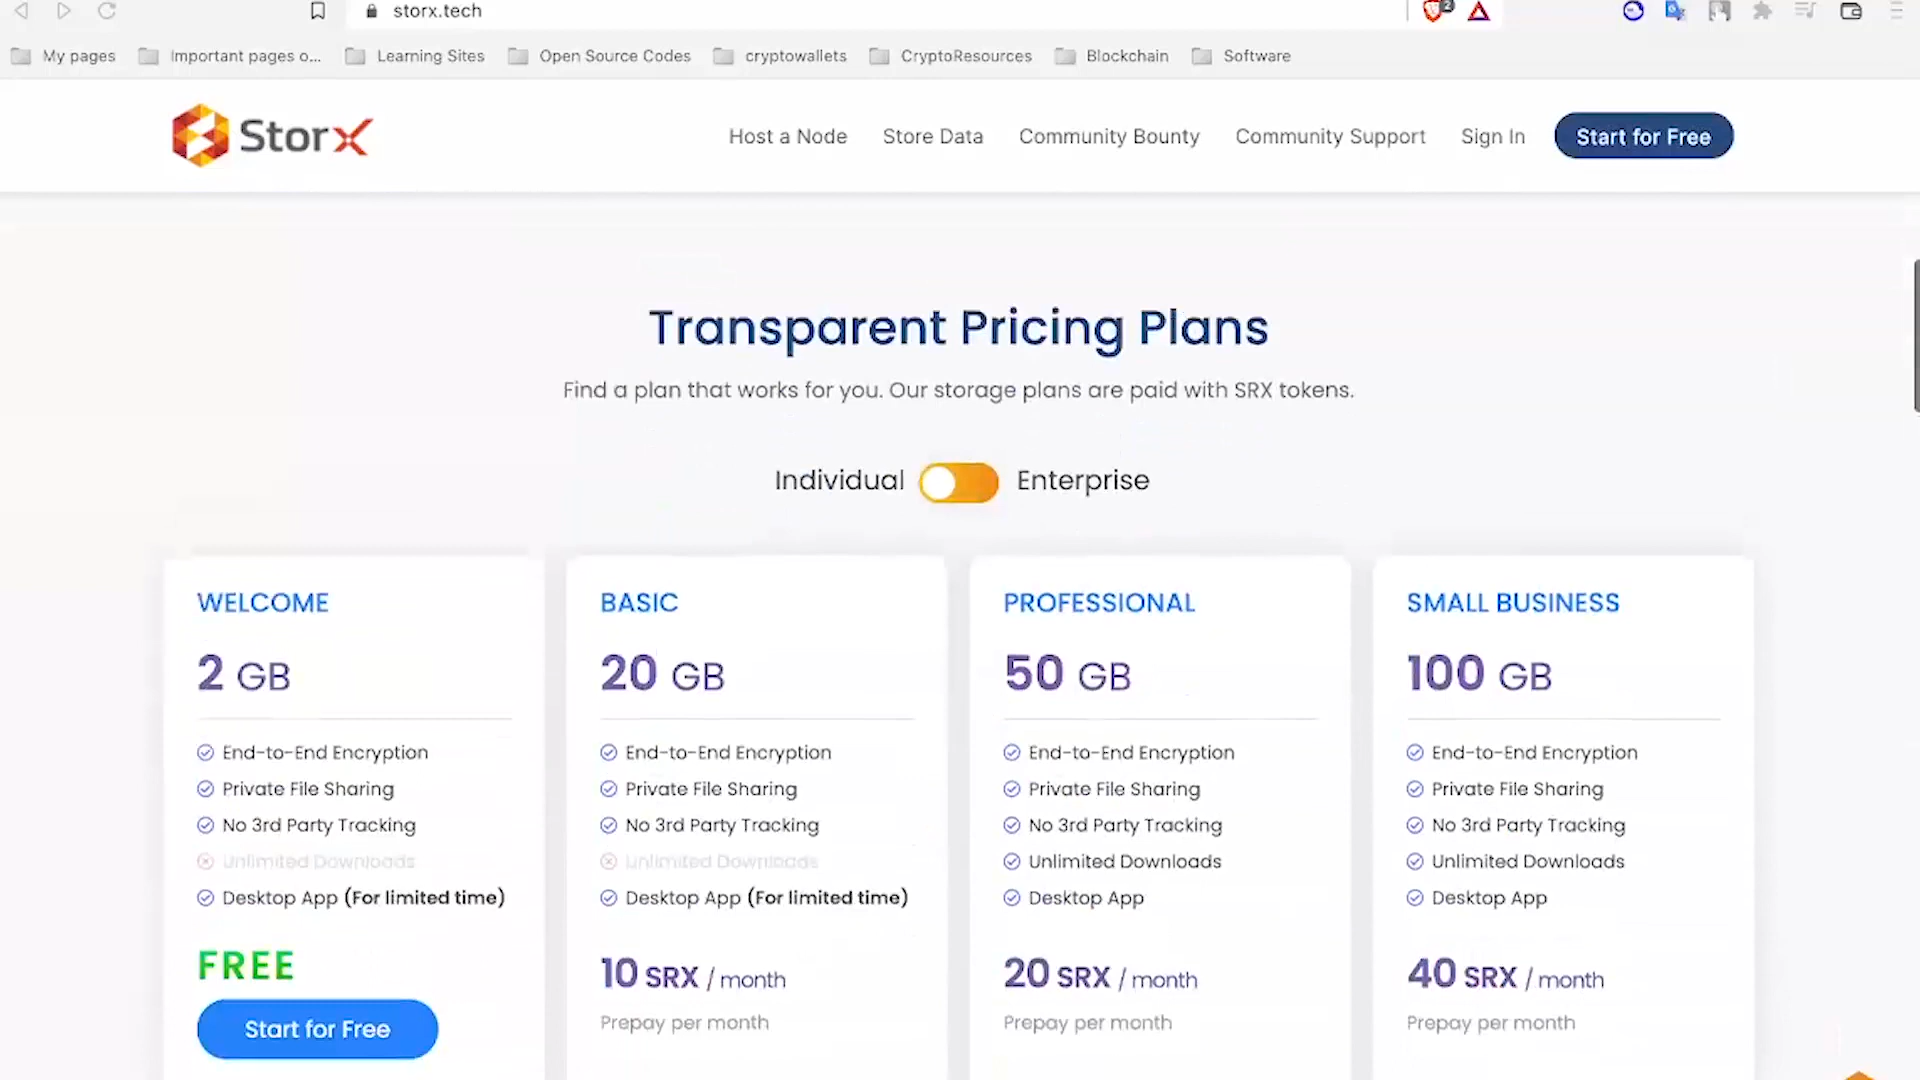 storx.tech
2
My pages
Important pages o...
Learning Sites
Open Source Codes
cryptowallets
CryptoResources
Blockchain
Software
StorX
Host a Node
Store Data
Community Bounty
Community Support
Sign In
Start for Free
Transparent Pricing Plans
Find a plan that works for you. Our storage plans are paid with SRX tokens.
Individual
Enterprise
WELCOME
2 GB
End-to-End Encryption
Private File Sharing
No 3rd Party Tracking
Unlimited Downloads
Desktop App (For limited time)
FREE
Start for Free
BASIC
20 GB
End-to-End Encryption
Private File Sharing
No 3rd Party Tracking
Unlimited Downloads
Desktop App (For limited time)
10 SRX / month
Prepay per month
PROFESSIONAL
50 GB
End-to-End Encryption
Private File Sharing
No 3rd Party Tracking
Unlimited Downloads
Desktop App
20 SRX / month
Prepay per month
SMALL BUSINESS
100 GB
End-to-End Encryption
Private File Sharing
No 3rd Party Tracking
Unlimited Downloads
Desktop App
40 SRX / month
Prepay per month